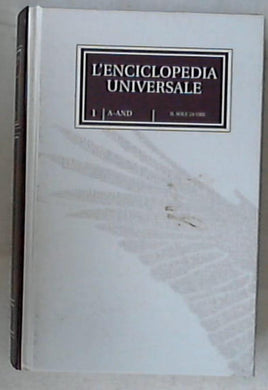 L'ENCICLOPEDIA
UNIVERSALE
1 A-AND IL SOLE 24 ORE